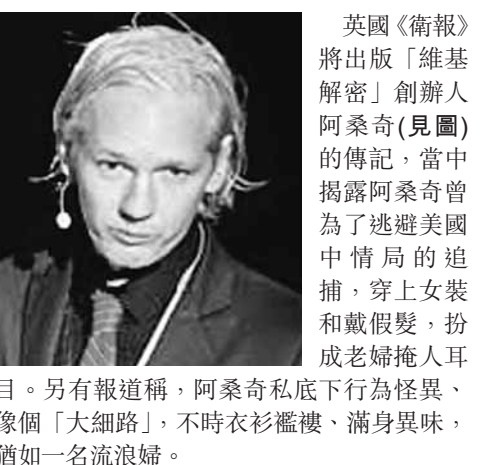 英國《衛報》
將出版「維基
解密」創辦人
阿桑奇(見圖)
的傳記，當中
揭露阿桑奇曾
為了逃避美國
中情局的追
捕，穿上女裝
和戴假髮，扮
成老婦掩人耳
目。另有報道稱，阿桑奇私底下行為怪異、
像個「大細路」，不時衣衫襤褸、滿身異味，
猶如一名流浪婦。